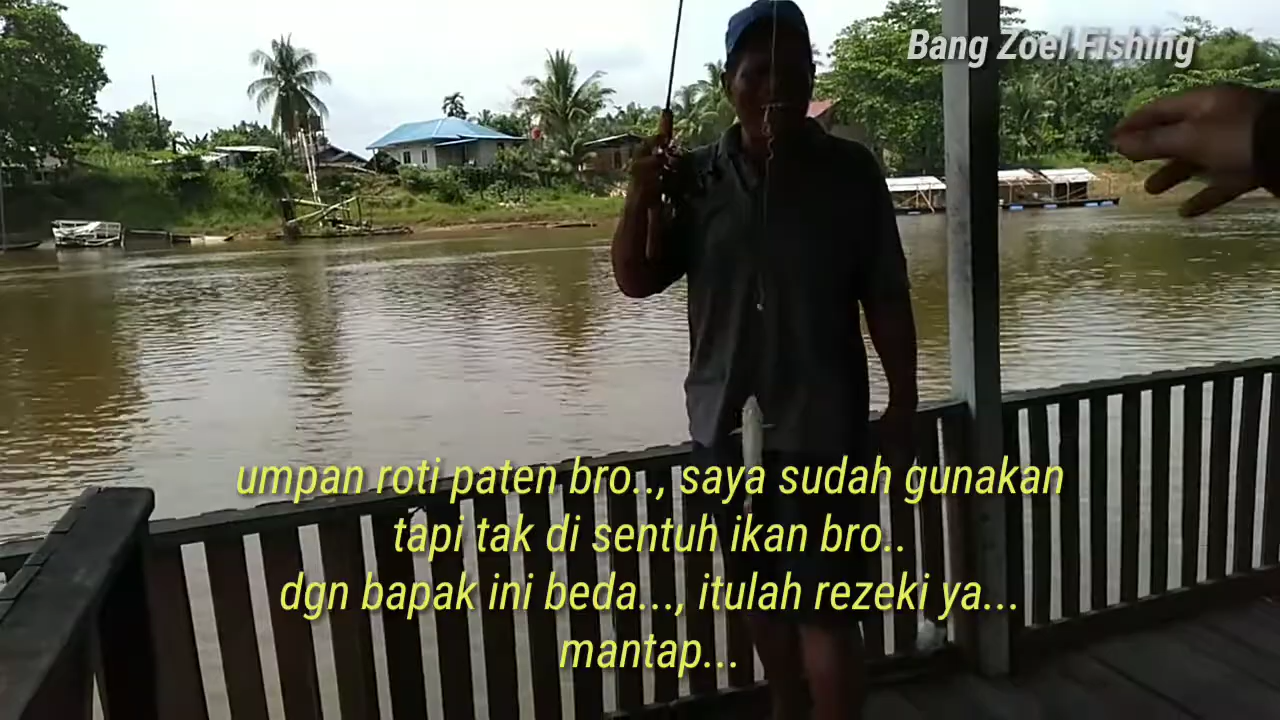 Bang Zoel Fishing
umpan roti paten bro.., saya sudah gunakan
tapi tak di sentuh ikan bro..
dgn bapak ini beda..., itulah rezeki ya...
mantap...